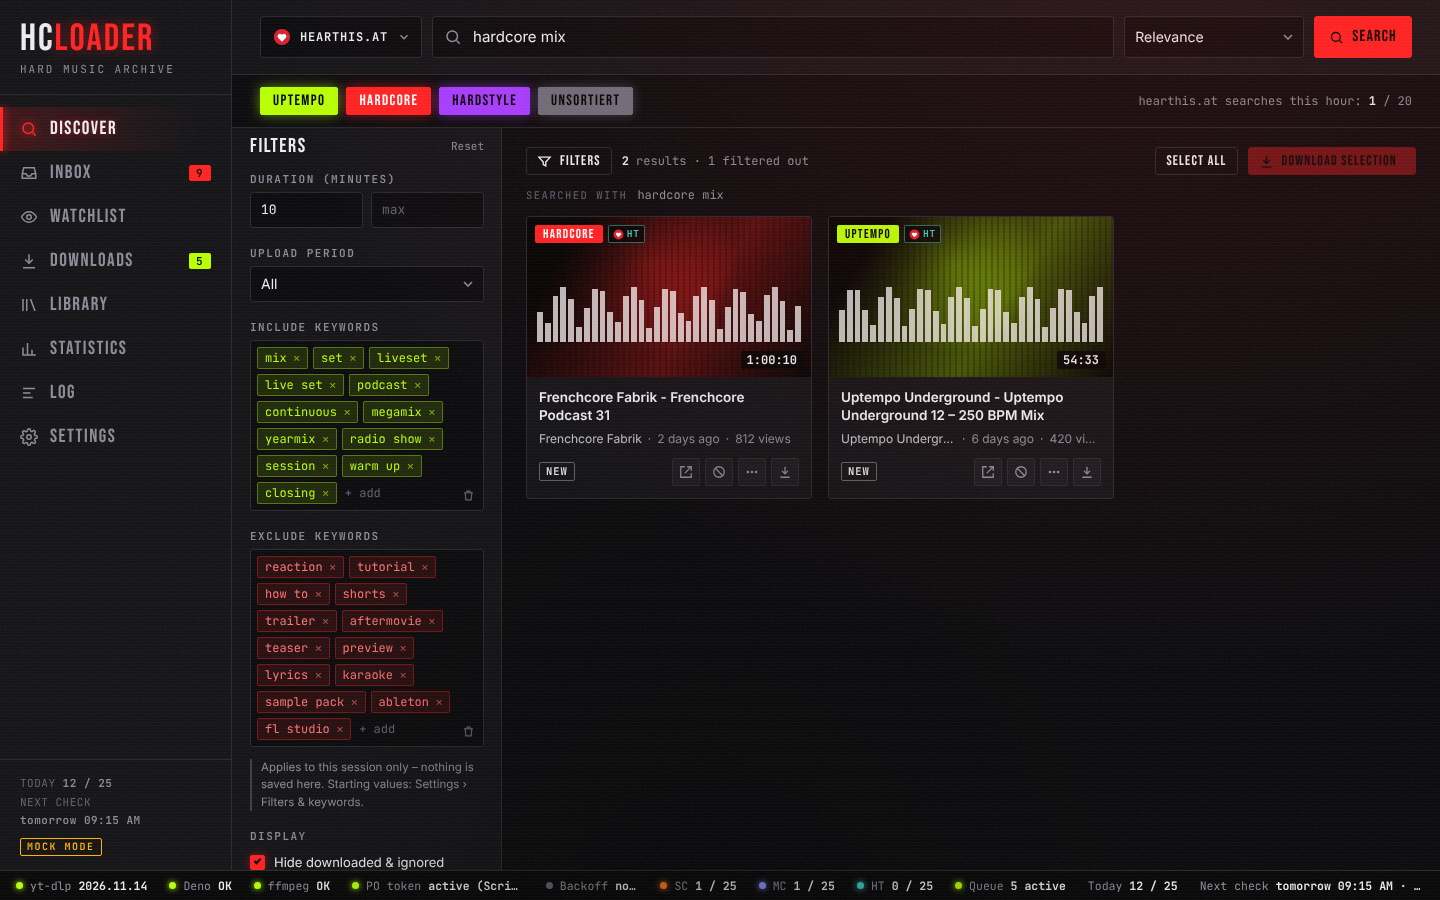 HCLOADER
HARD MUSIC ARCHIVE
DISCOVER
INBOX 9
WATCHLIST
DOWNLOADS 5
LIBRARY
STATISTICS
LOG
SETTINGS
TODAY 12 / 25
NEXT CHECK
tomorrow 09:15 AM
MOCK MODE
HEARTHIS.AT
hardcore mix
Relevance
SEARCH
UPTEMPO HARDCORE HARDSTYLE UNSORTIERT
hearthis.at searches this hour: 1 / 20
FILTERS Reset
DURATION (MINUTES)
10 max
UPLOAD PERIOD
All
INCLUDE KEYWORDS
mix × set × liveset ×
live set × podcast ×
continuous × megamix ×
yearmix × radio show ×
session × warm up ×
closing × + add
EXCLUDE KEYWORDS
reaction × tutorial ×
how to × shorts ×
trailer × aftermovie ×
teaser × preview ×
lyrics × karaoke ×
sample pack × ableton ×
fl studio × + add
Applies to this session only – nothing is
saved here. Starting values: Settings ›
Filters & keywords.
DISPLAY
Hide downloaded & ignored
FILTERS 2 results · 1 filtered out
SELECT ALL DOWNLOAD SELECTION
SEARCHED WITH hardcore mix
HARDCORE HT
1:00:10
Frenchcore Fabrik - Frenchcore
Podcast 31
Frenchcore Fabrik · 2 days ago · 812 views
NEW
UPTEMPO HT
54:33
Uptempo Underground - Uptempo
Underground 12 – 250 BPM Mix
Uptempo Undergr... · 6 days ago · 420 vi...
NEW
yt-dlp 2026.11.14 Deno OK ffmpeg OK PO token active (Scri... Backoff no... SC 1 / 25 MC 1 / 25 HT 0 / 25 Queue 5 active Today 12 / 25 Next check tomorrow 09:15 AM · ...